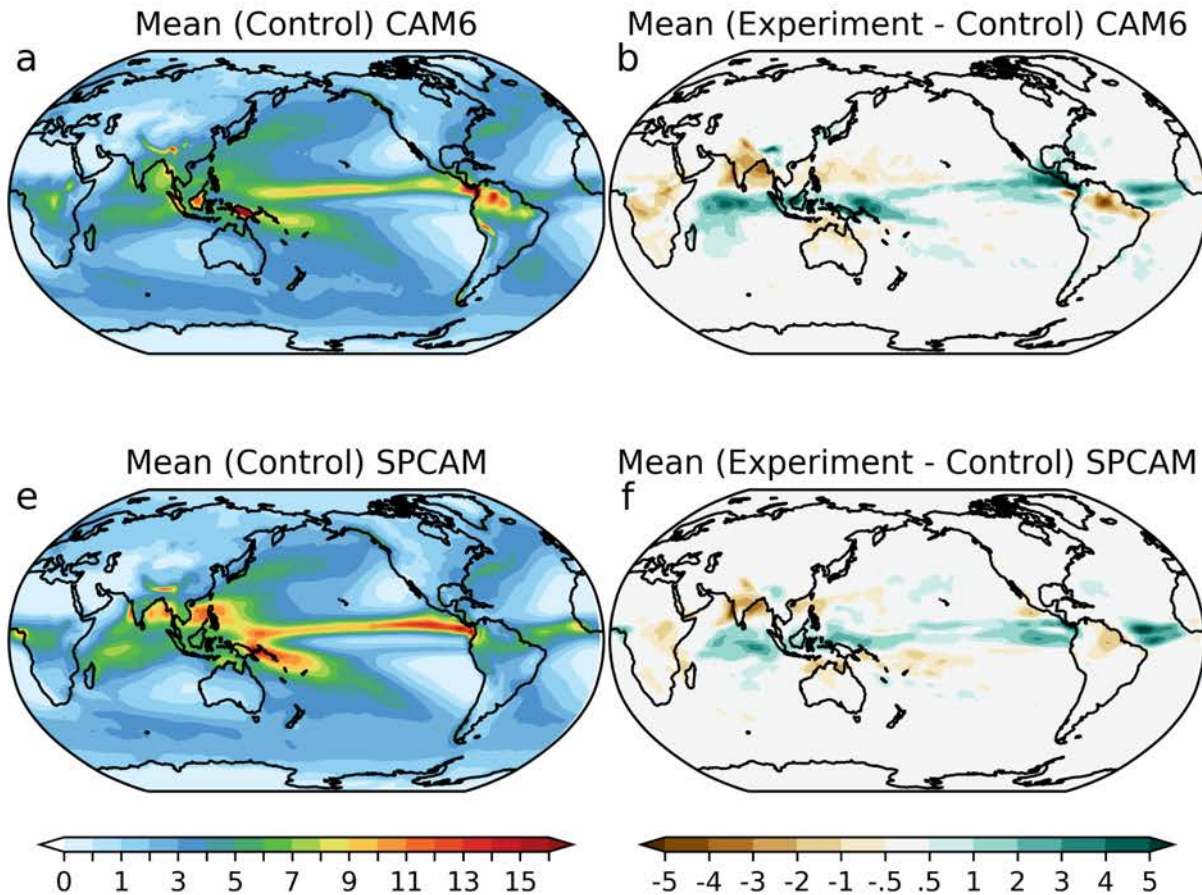 Mean (Control) CAM6
Mean (Experiment - Control) CAM6
a
b
Mean (Control) SPCAM
Mean (Experiment - Control) SPCAM
e
f
0 1 3 5 7 9 11 13 15
-5 -4 -3 -2 -1 -.5 .5 1 2 3 4 5